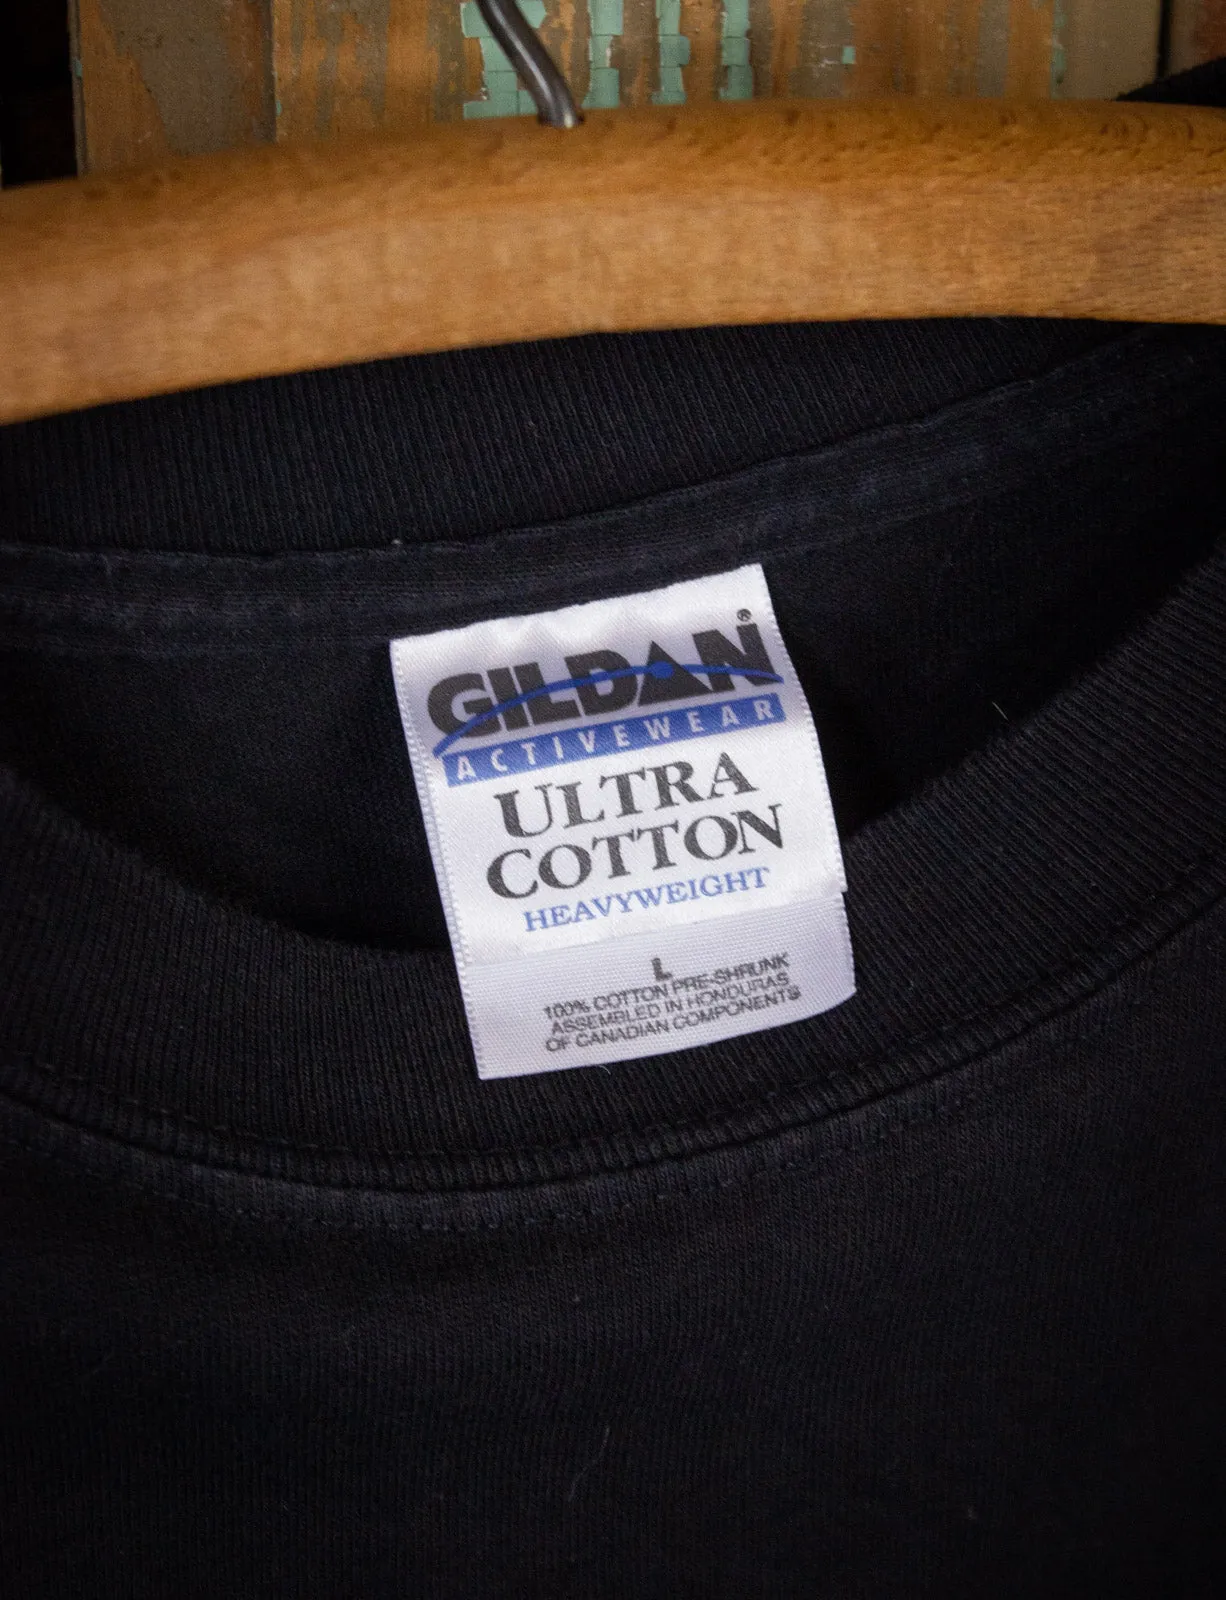 GILDAN®
ACTIVEWEAR
ULTRA
COTTON
HEAVYWEIGHT
L
100% COTTON PRE-SHRUNK
ASSEMBLED IN HONDURAS
OF CANADIAN COMPONENTS